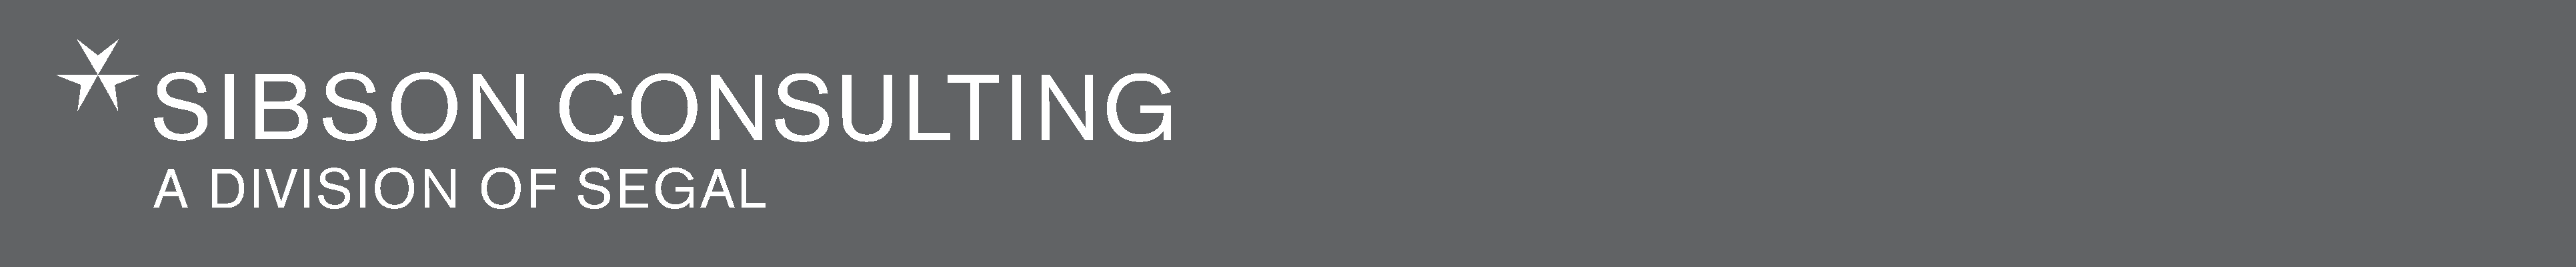 SIBSON CONSULTING
A DIVISION OF SEGAL